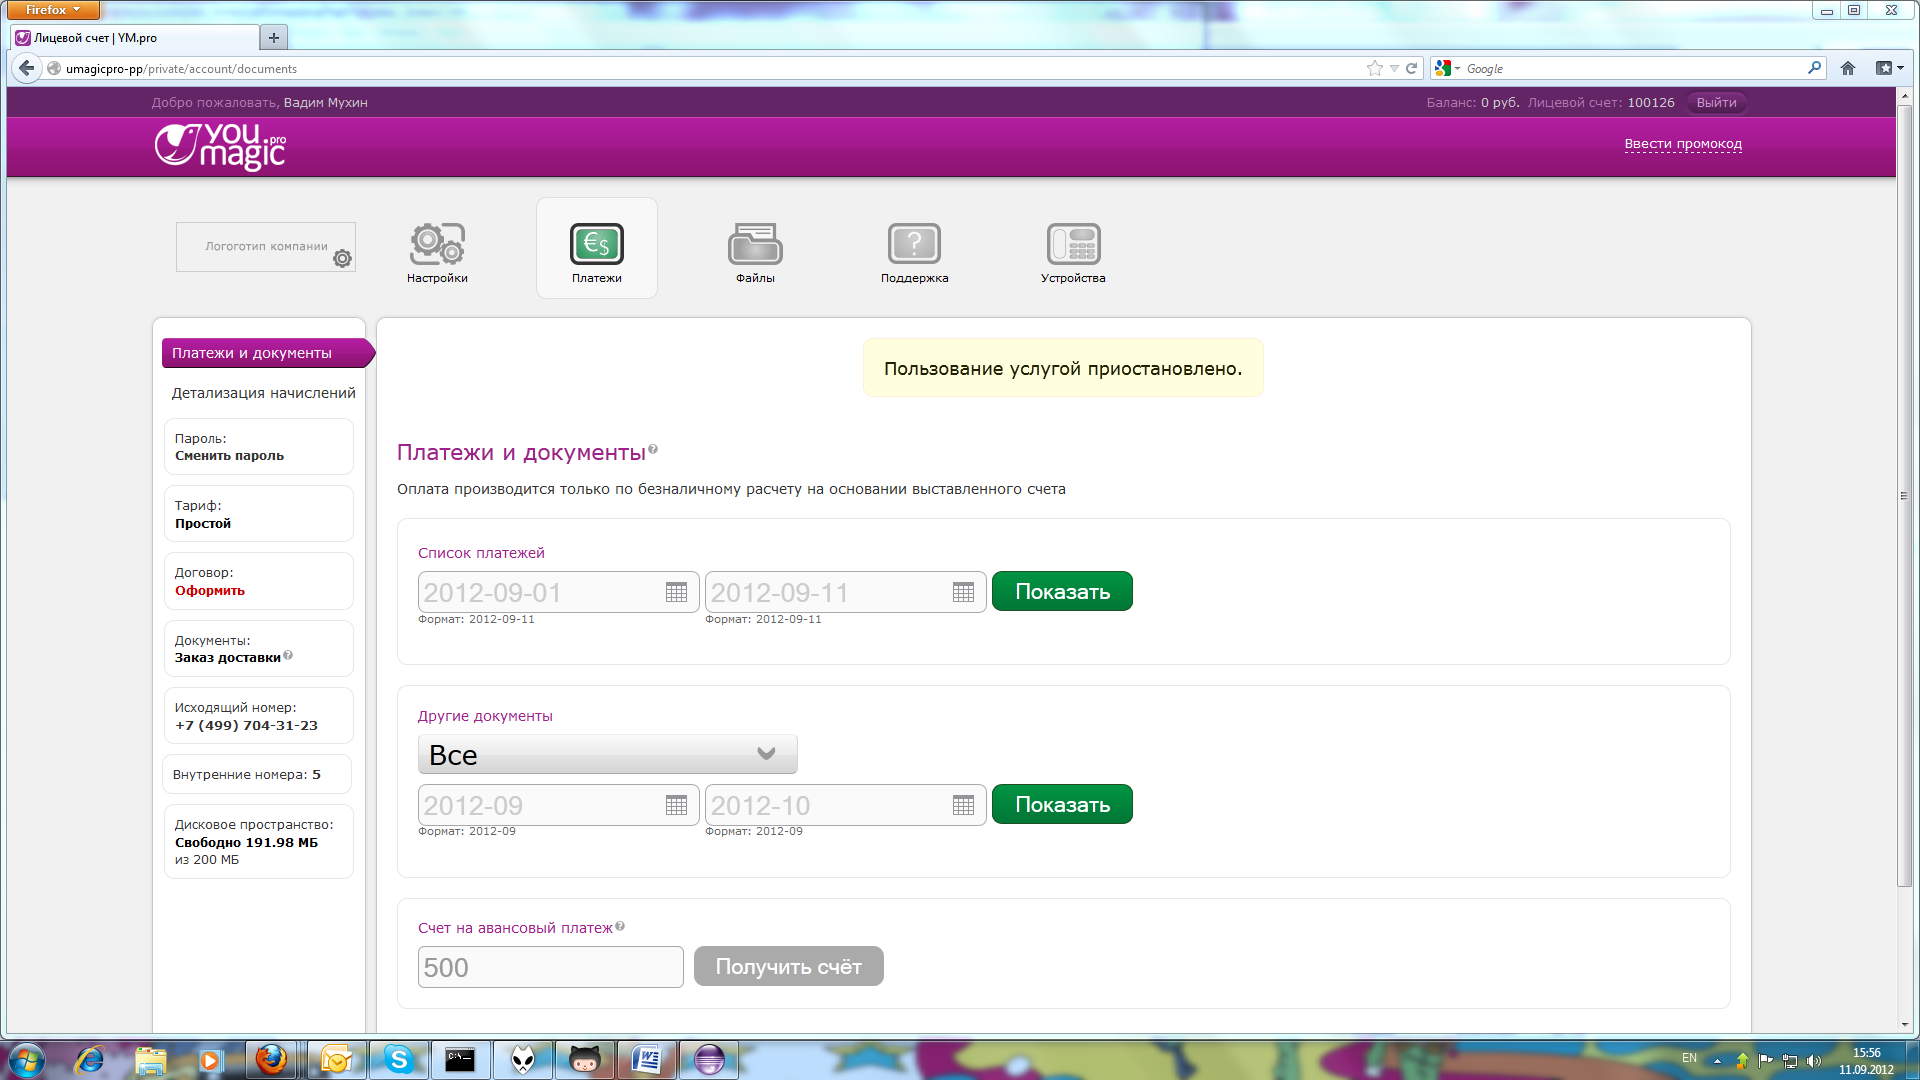 Firefox
Лицевой счет | YM.pro
umagicpro-pp/private/account/documents
Google
Добро пожаловать, Вадим Мухин
Баланс: 0 руб. Лицевой счет: 100126 Выйти
you magic pro
Ввести промокод
Логоготип компании
Настройки
Платежи
Файлы
Поддержка
Устройства
Платежи и документы
Детализация начислений
Пароль:
Сменить пароль
Тариф:
Простой
Договор:
Оформить
Документы:
Заказ доставки
Исходящий номер:
+7 (499) 704-31-23
Внутренние номера: 5
Дисковое пространство:
Свободно 191.98 МБ
из 200 МБ
Пользование услугой приостановлено.
Платежи и документы
Оплата производится только по безналичному расчету на основании выставленного счета
Список платежей
2012-09-01 2012-09-11 Показать
Формат: 2012-09-11 Формат: 2012-09-11
Другие документы
Все
2012-09 2012-10 Показать
Формат: 2012-09 Формат: 2012-09
Счет на авансовый платеж
500 Получить счёт
EN
15:56
11.09.2012